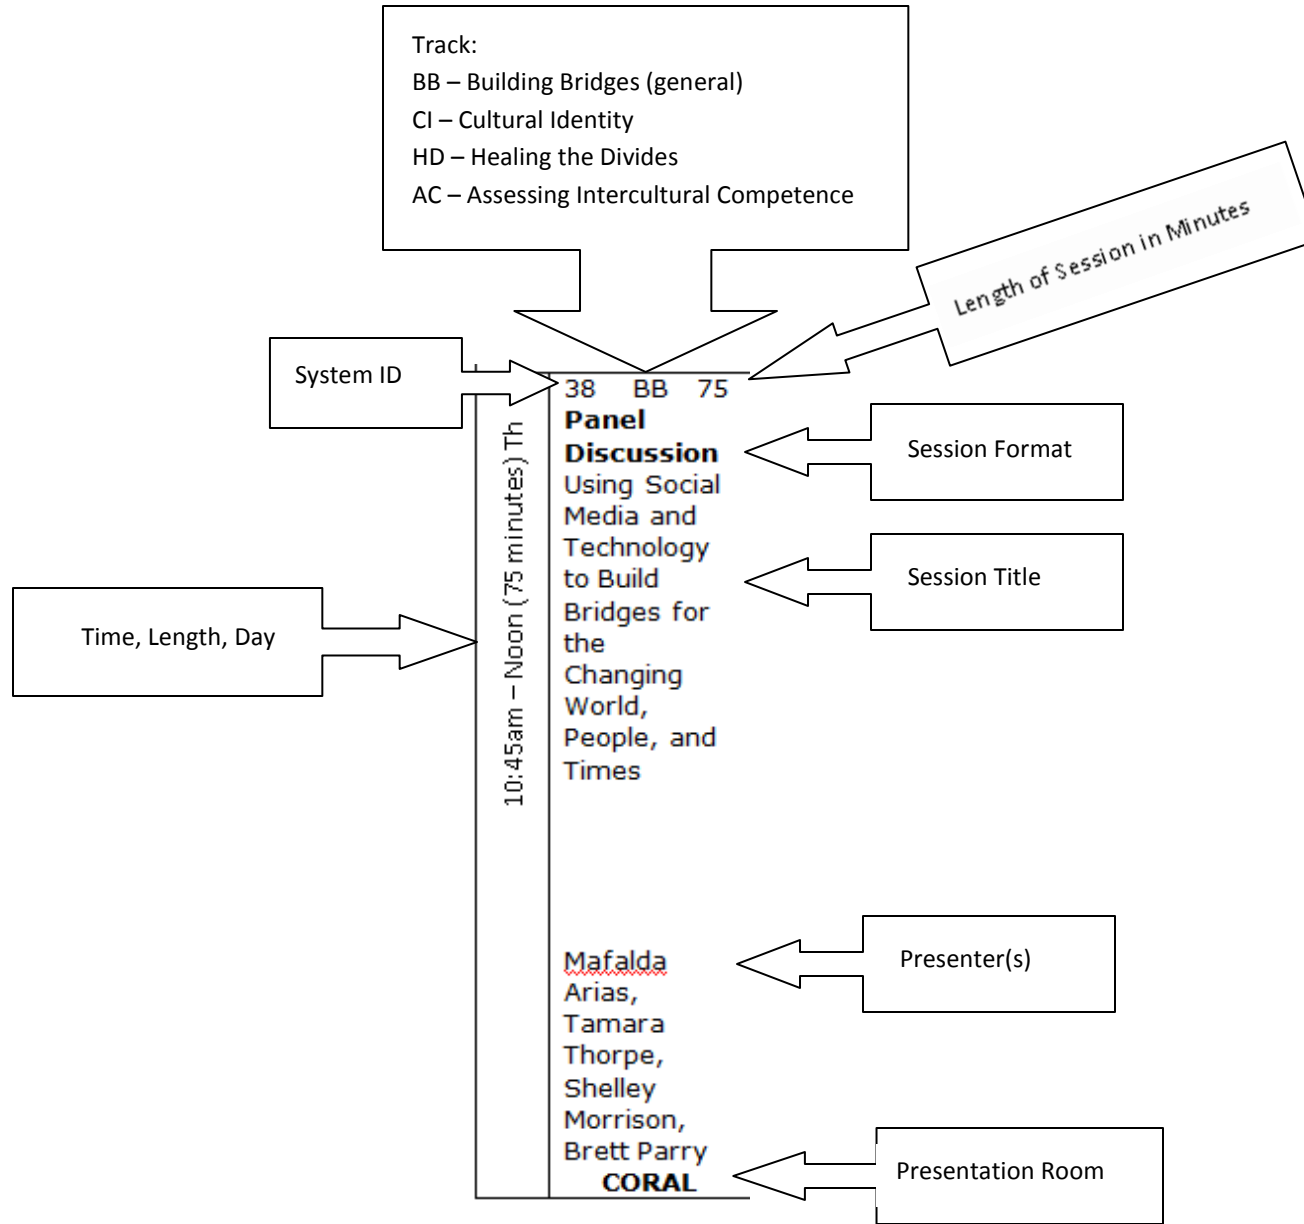 Track:
BB – Building Bridges (general)
CI – Cultural Identity
HD – Healing the Divides
AC – Assessing Intercultural Competence
Length of Session in Minutes
System ID
38 BB 75
Panel
Discussion
Using Social
Media and
Technology
to Build
Bridges for
the
Changing
World,
People, and
Times
Mafalda
Arias,
Tamara
Thorpe,
Shelley
Morrison,
Brett Parry
CORAL
10:45am – Noon (75 minutes) Th
Session Format
Session Title
Time, Length, Day
Presenter(s)
Presentation Room